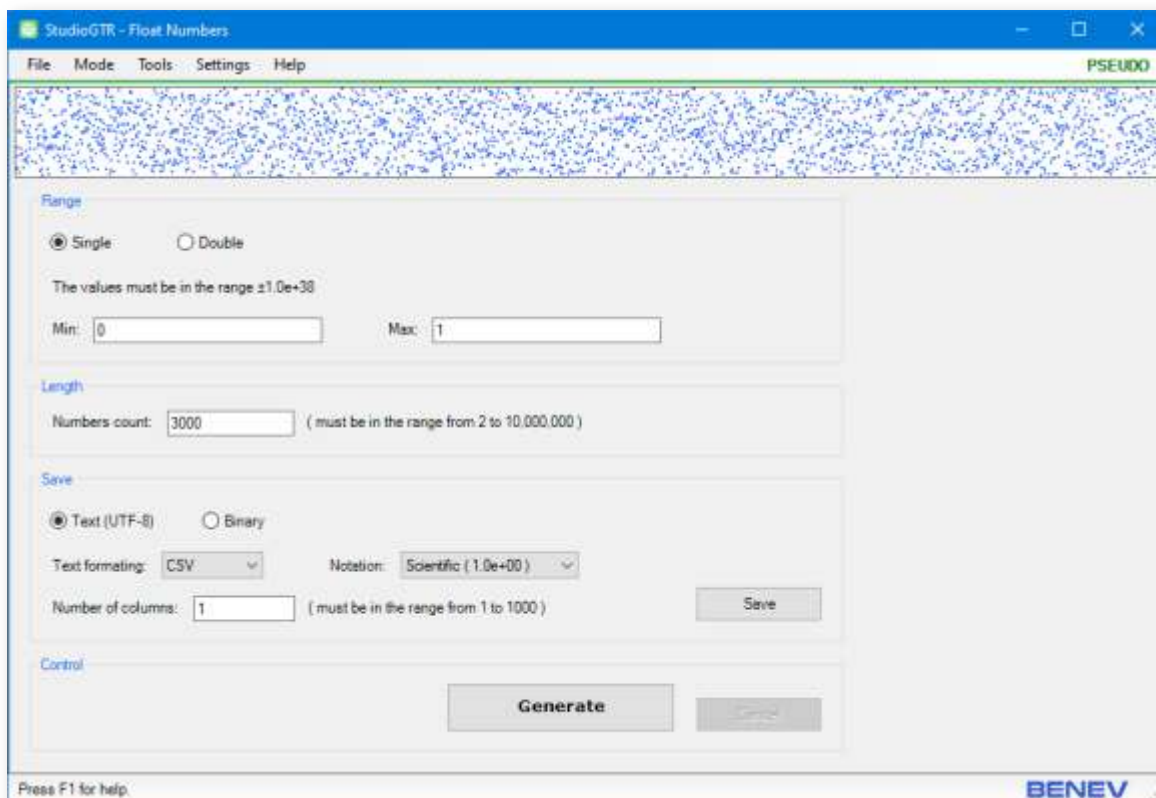 StudioGTR - Float Numbers
File Mode Tools Settings Help PSEUDO
Range
Single Double
The values must be in the range ±1.0e+38
Min: 0 Max: 1
Length
Numbers count: 3000 ( must be in the range from 2 to 10,000,000 )
Save
Text (UTF-8) Binary
Text formating: CSV Notation: Scientific ( 1.0e+00 )
Number of columns: 1 ( must be in the range from 1 to 1000 )
Save
Control
Generate
Press F1 for help. BENEV